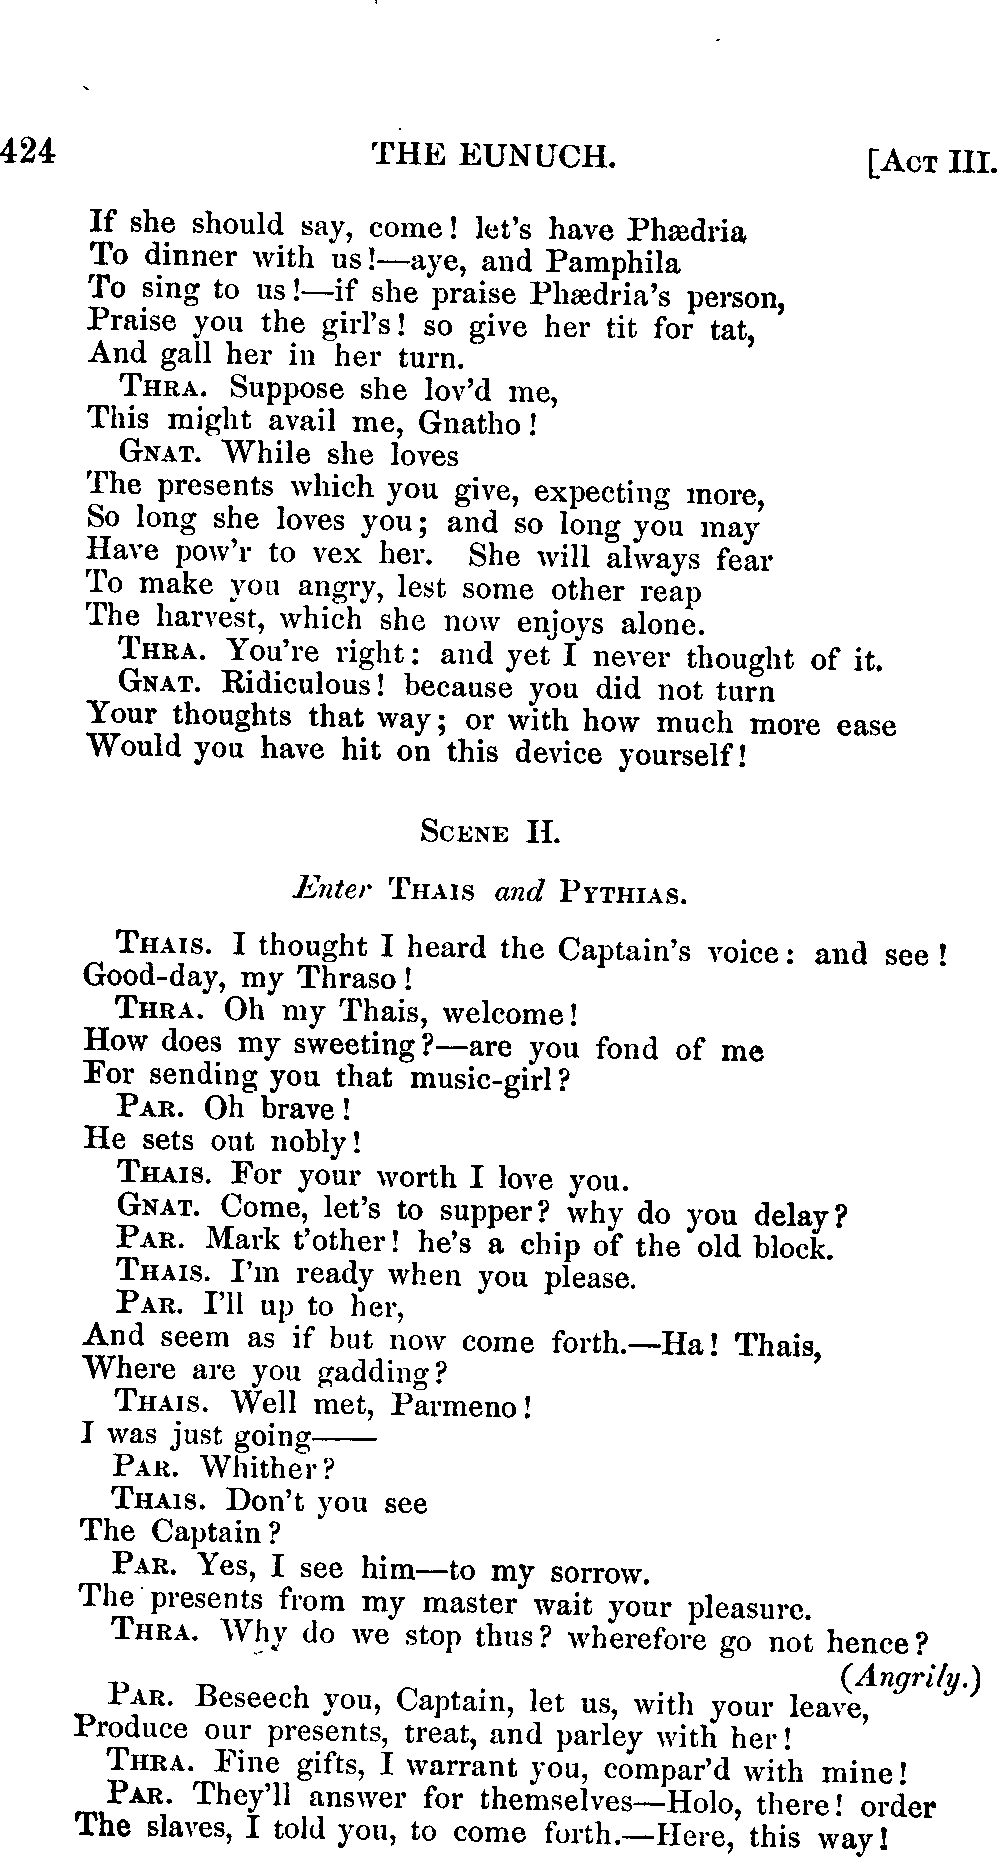 424 THE EUNUCH. [ACT III.
If she should say, come! let's have Phædria
To dinner with us!—aye, and Pamphila
To sing to us!—if she praise Phædria's person,
Praise you the girl's! so give her tit for tat,
And gall her in her turn.
THRA. Suppose she lov'd me,
This might avail me, Gnatho!
GNAT. While she loves
The presents which you give, expecting more,
So long she loves you; and so long you may
Have pow'r to vex her. She will always fear
To make you angry, lest some other reap
The harvest, which she now enjoys alone.
THRA. You're right: and yet I never thought of it.
GNAT. Ridiculous! because you did not turn
Your thoughts that way; or with how much more ease
Would you have hit on this device yourself!
SCENE II.
Enter THAIS and PYTHIAS.
THAIS. I thought I heard the Captain's voice: and see!
Good-day, my Thraso!
THRA. Oh my Thais, welcome!
How does my sweeting?—are you fond of me
For sending you that music-girl?
PAR. Oh brave!
He sets out nobly!
THAIS. For your worth I love you.
GNAT. Come, let's to supper? why do you delay?
PAR. Mark t'other! he's a chip of the old block.
THAIS. I'm ready when you please.
PAR. I'll up to her,
And seem as if but now come forth.—Ha! Thais,
Where are you gadding?
THAIS. Well met, Parmeno!
I was just going——
PAR. Whither?
THAIS. Don't you see
The Captain?
PAR. Yes, I see him—to my sorrow.
The presents from my master wait your pleasure.
THRA. Why do we stop thus? wherefore go not hence?
(Angrily.)
PAR. Beseech you, Captain, let us, with your leave,
Produce our presents, treat, and parley with her!
THRA. Fine gifts, I warrant you, compar'd with mine!
PAR. They'll answer for themselves—Holo, there! order
The slaves, I told you, to come forth.—Here, this way!